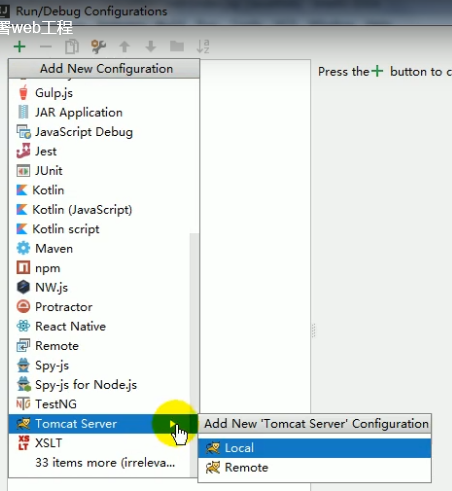 Run/Debug Configurations
署web工程
Add New Configuration
Press the + button to c
Gulp.js
JAR Application
JavaScript Debug
Jest
JUnit
Kotlin
Kotlin (JavaScript)
Kotlin script
Maven
npm
NW.js
Protractor
React Native
Remote
Spy-js
Spy-js for Node.js
TestNG
Tomcat Server
Add New 'Tomcat Server' Configuration
XSLT
Local
33 items more (irreleva...
Remote